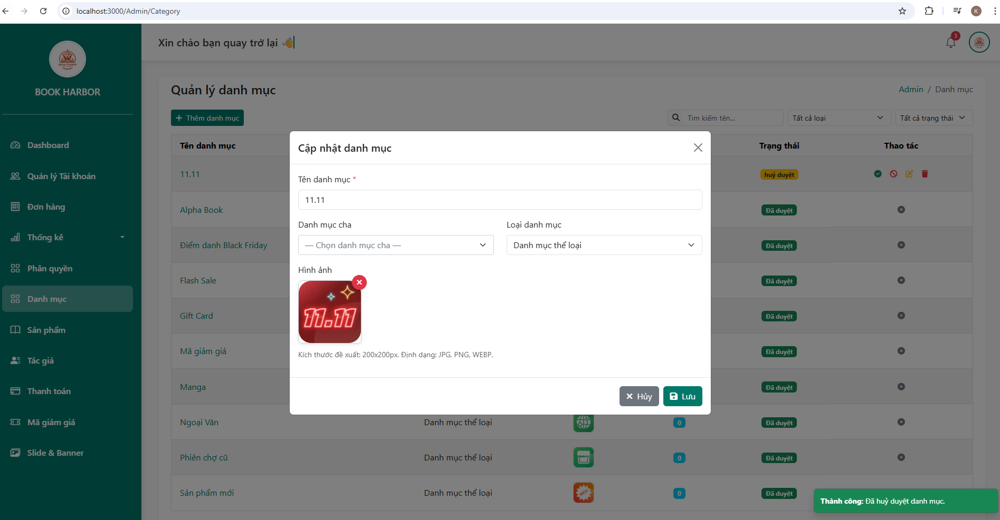 localhost:3000/Admin/Category
K
BOOK HARBOR
BOOK HARBOR
Xin chào bạn quay trở lại 👋
3
Dashboard
Quản lý Tài khoản
Đơn hàng
Thống kê
Phân quyền
Danh mục
Sản phẩm
Tác giả
Thanh toán
Mã giảm giá
Slide & Banner
Quản lý danh mục
Admin / Danh mục
Thêm danh mục
Tìm kiếm tên...
Tất cả loại
Tất cả trạng thái
Tên danh mục
Trạng thái
Thao tác
11.11
huỷ duyệt
Alpha Book
Đã duyệt
Điểm danh Black Friday
Đã duyệt
Flash Sale
Đã duyệt
Gift Card
Đã duyệt
Mã giảm giá
Đã duyệt
Manga
Đã duyệt
Ngoại Văn
Danh mục thể loại
0
Đã duyệt
Phiên chợ cũ
Danh mục thể loại
0
Đã duyệt
Sản phẩm mới
Danh mục thể loại
NEW
0
Đã duyệt
Cập nhật danh mục
Tên danh mục *
11.11
Danh mục cha
Loại danh mục
— Chọn danh mục cha —
Danh mục thể loại
Hình ảnh
11.11
Kích thước đề xuất: 200x200px. Định dạng: JPG, PNG, WEBP.
Hủy
Lưu
Thành công: Đã huỷ duyệt danh mục.